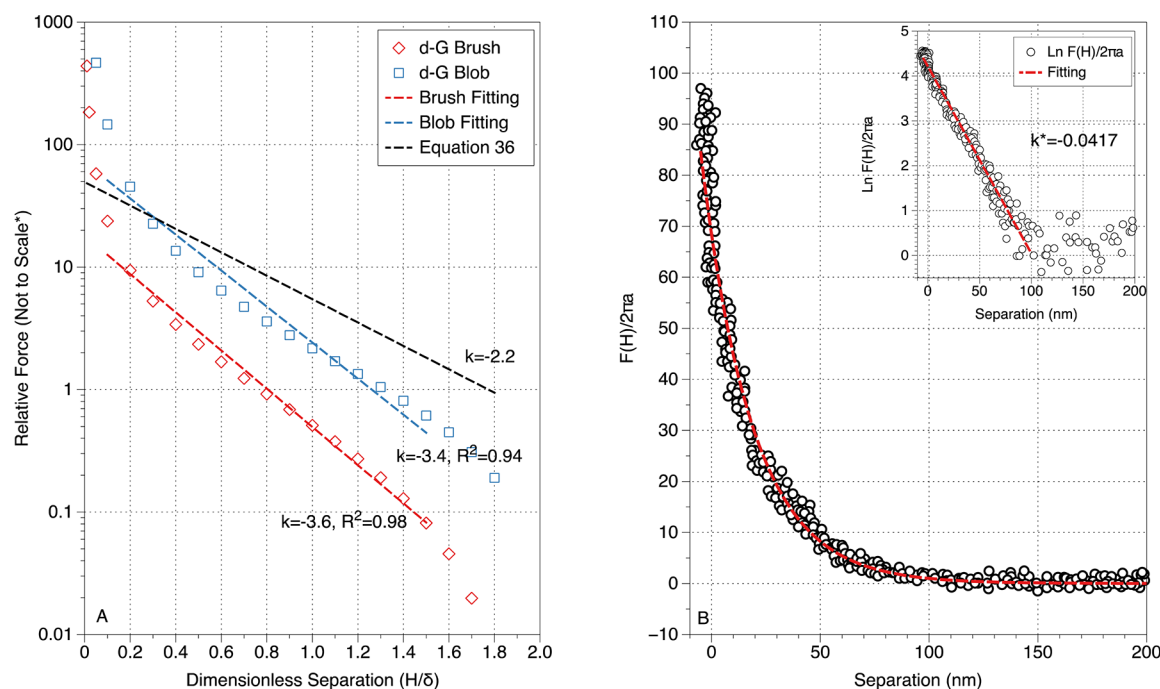 1000
100
10
1
0.1
0.01
Relative Force (Not to Scale*)
d-G Brush
d-G Blob
Brush Fitting
Blob Fitting
Equation 36
k=-2.2
k=-3.4, R²=0.94
k=-3.6, R²=0.98
A
0 0.2 0.4 0.6 0.8 1.0 1.2 1.4 1.6 1.8 2.0
Dimensionless Separation (H/δ)
110
100
90
80
70
60
50
40
30
20
10
0
−10
F(H)/2πa
B
0 50 100 150 200
Separation (nm)
5
4
3
2
1
0
Ln F(H)/2πa
Ln F(H)/2πa
Fitting
k*=-0.0417
0 50 100 150 200
Separation (nm)